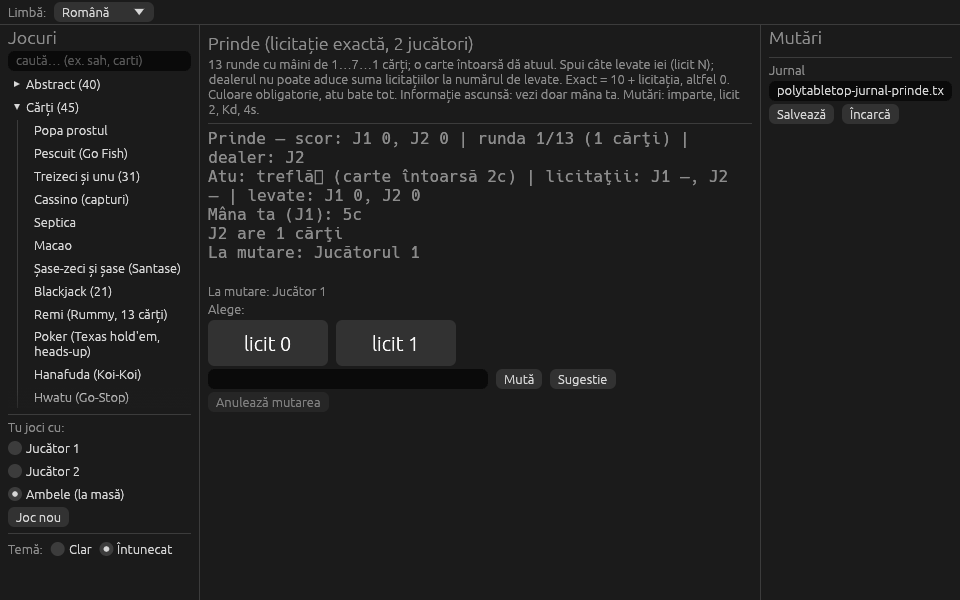 Limbă: Română
Jocuri
caută... (ex. sah, carti)
Abstract (40)
Cărți (45)
Popa prostul
Pescuit (Go Fish)
Treizeci și unu (31)
Cassino (capturi)
Septica
Macao
Șase-zeci și șase (Santase)
Blackjack (21)
Remi (Rummy, 13 cărți)
Poker (Texas hold'em,
heads-up)
Hanafuda (Koi-Koi)
Hwatu (Go-Stop)
Tu joci cu:
Jucător 1
Jucător 2
Ambele (la masă)
Joc nou
Temă: Clar Întunecat
Prinde (licitație exactă, 2 jucători)
13 runde cu mâini de 1...7...1 cărți; o carte întoarsă dă atuul. Spui câte levate iei (licit N);
dealerul nu poate aduce suma licitațiilor la numărul de levate. Exact = 10 + licitația, altfel 0.
Culoare obligatorie, atu bate tot. Informație ascunsă: vezi doar mâna ta. Mutări: imparte, licit
2, Kd, 4s.
Prinde — scor: J1 0, J2 0 | runda 1/13 (1 cărţi) |
dealer: J2
Atu: treflă (carte întoarsă 2c) | licitaţii: J1 —, J2
— | levate: J1 0, J2 0
Mâna ta (J1): 5c
J2 are 1 cărţi
La mutare: Jucătorul 1
La mutare: Jucător 1
Alege:
licit 0 licit 1
Mută Sugestie
Anulează mutarea
Mutări
Jurnal
polytabletop-jurnal-prinde.tx
Salvează Încarcă